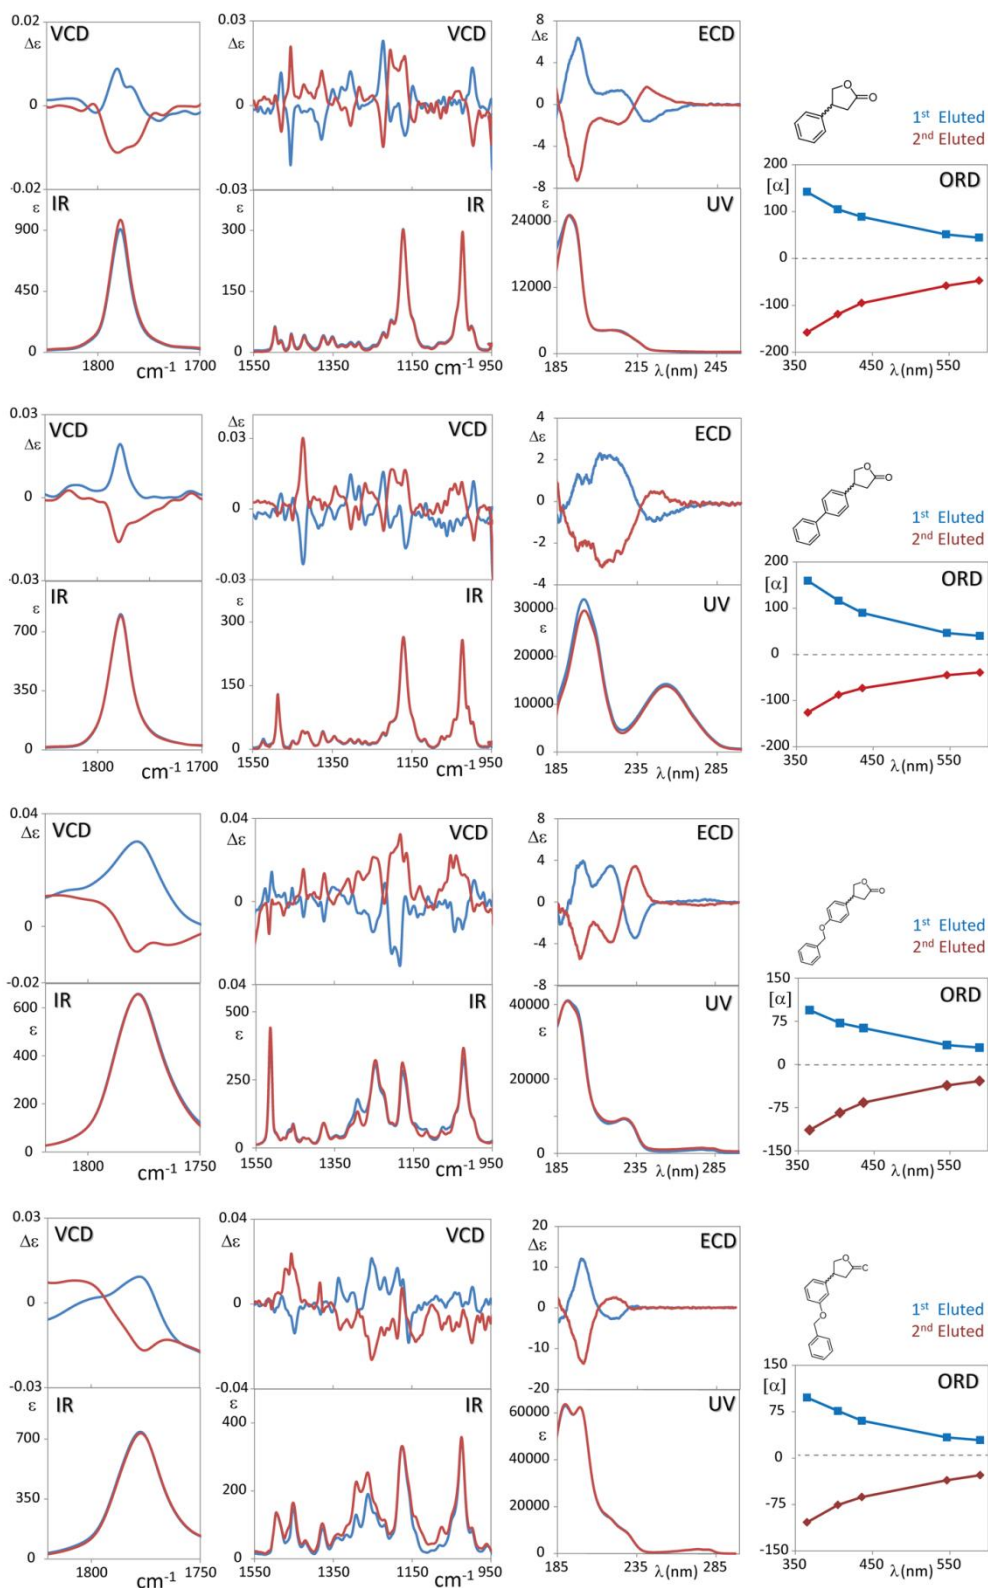 0.02
VCD
Δε
0
0.02
900
ε
IR
450
0
1800
cm-1 1700
0.03
VCD
Δε
0
-0.03
ε
IR
300
150
0
1550
1350
1150
cm-1 950
8
ECD
Δε
4
0
-4
-8
ε
UV
24000
12000
0
185
215
λ(nm)
245
O
O
1st Eluted
2nd Eluted
200
[α]
ORD
100
0
-100
-200
350
450
λ(nm)
550
0.03
VCD
Δε
0
-0.03
ε
IR
700
350
0
1800
cm-1 1700
0.03
VCD
Δε
0
-0.03
ε
IR
300
150
0
1550
1350
1150
cm-1 950
4
ECD
Δε
2
0
-2
-4
30000
UV
ε
20000
10000
0
185
235
λ(nm)
285
O
O
1st Eluted
2nd Eluted
200
[α]
ORD
100
0
-100
-200
350
450
λ(nm)
550
0.04
VCD
Δε
0
-0.02
600
IR
ε
400
200
0
1800
cm-1
1750
0.04
VCD
Δε
0
0.04
500
IR
ε
250
0
1550
1350
1150
cm-1 950
8
ECD
Δε
4
0
-4
-8
40000
UV
ε
20000
0
185
235
λ(nm)
285
O
O
O
1st Eluted
2nd Eluted
150
[α]
ORD
75
0
-75
-150
350
450
λ(nm)
550
0.03
VCD
Δε
0
-0.03
ε
IR
700
350
0
1800
cm-1
1750
0.04
VCD
Δε
0
-0.04
ε
IR
400
200
0
1550
1350
1150
cm-1 950
20
ECD
Δε
10
0
-10
-20
60000
UV
ε
40000
20000
0
185
235
λ(nm)
285
O
C
O
1st Eluted
2nd Eluted
150
[α]
ORD
75
0
-75
-150
350
450
λ(nm)
550